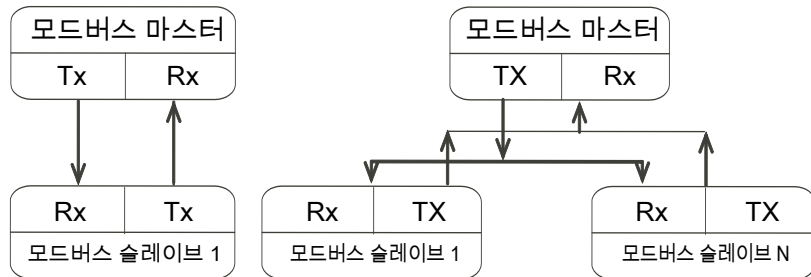 모드버스 마스터
Tx Rx
Rx Tx
모드버스 슬레이브 1
모드버스 마스터
TX Rx
Rx TX
모드버스 슬레이브 1
Rx TX
모드버스 슬레이브 N